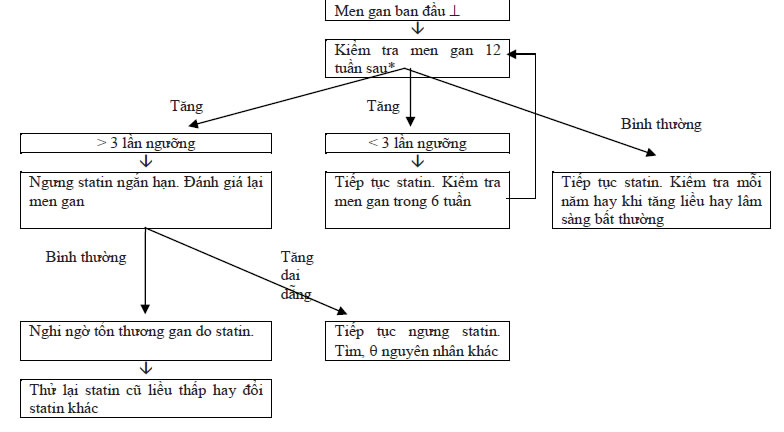 Men gan ban đầu ⊥
Kiểm tra men gan 12
tuần sau*
Tăng
Tăng
Bình thường
> 3 lần ngưỡng
< 3 lần ngưỡng
Ngưng statin ngắn hạn. Đánh giá lại
men gan
Tiếp tục statin. Kiểm tra
men gan trong 6 tuần
Tiếp tục statin. Kiểm tra mỗi
năm hay khi tăng liều hay lâm
sàng bất thường
Bình thường
Tăng
dai
dẵng
Nghi ngờ tổn thương gan do statin.
Tiếp tục ngưng statin.
Tìm, θ nguyên nhân khác
Thử lại statin cũ liều thấp hay đổi
statin khác